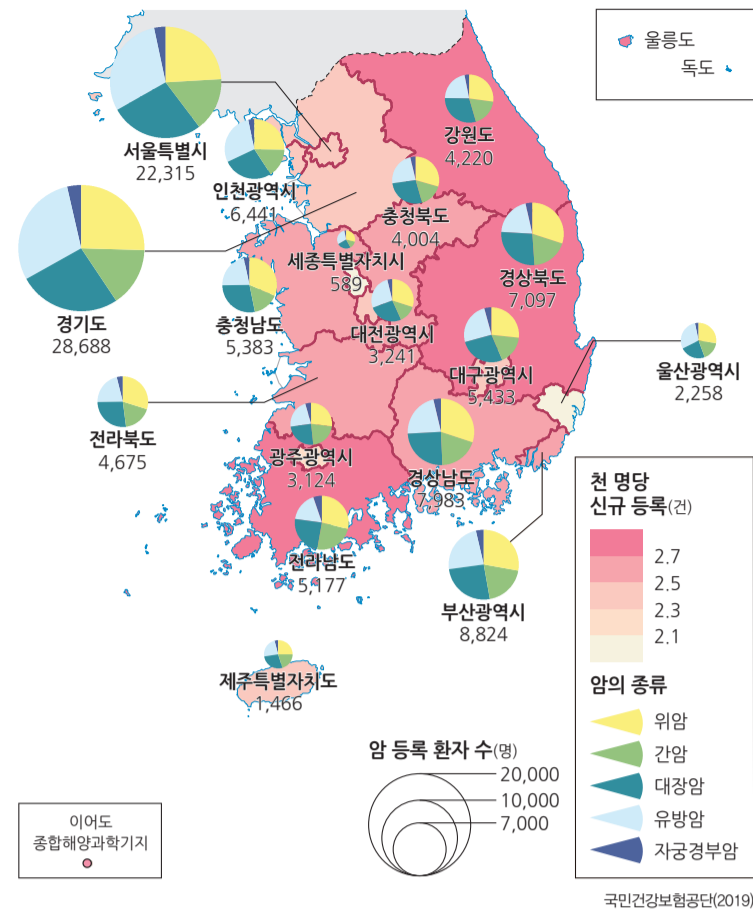 울릉도
독도
서울특별시
22,315
강원도
4,220
인천광역시
6,441
충청북도
4,004
세종특별자치시
589
경상북도
7,097
경기도
28,688
충청남도
5,383
대전광역시
3,241
대구광역시
5,433
울산광역시
2,258
전라북도
4,675
광주광역시
3,124
경상남도
7,983
전라남도
5,177
부산광역시
8,824
제주특별자치도
1,466
천 명당
신규 등록(건)
2.7
2.5
2.3
2.1
암의 종류
위암
간암
대장암
유방암
자궁경부암
암 등록 환자 수(명)
20,000
10,000
7,000
이어도
종합해양과학기지
국민건강보험공단(2019)